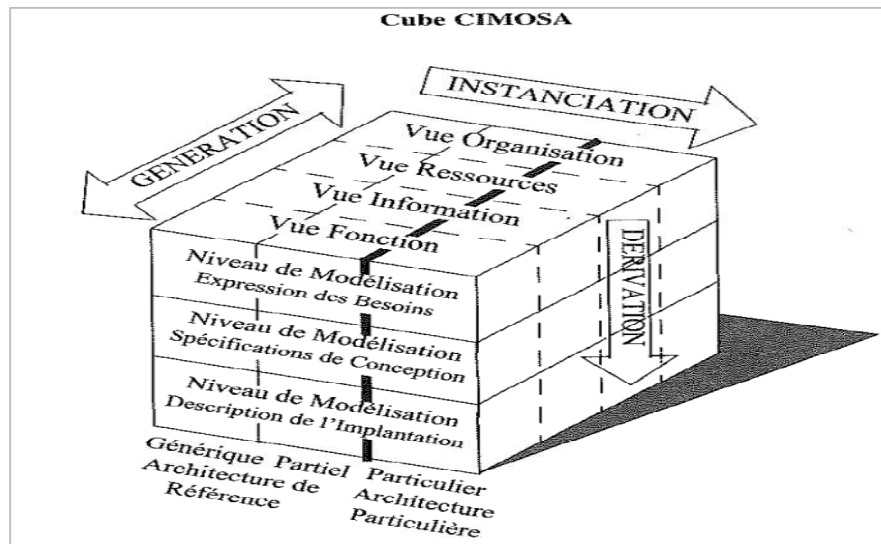 Cube CIMOSA
INSTANCIATION
GENERATION
Vue Organisation
Vue Ressources
Vue Information
Vue Fonction
DERIVATION
Niveau de Modélisation
Expression des Besoins
Niveau de Modélisation
Spécifications de Conception
Niveau de Modélisation
Description de l'Implantation
Générique Partiel Particulier
Architecture de Architecture
Référence Particulière